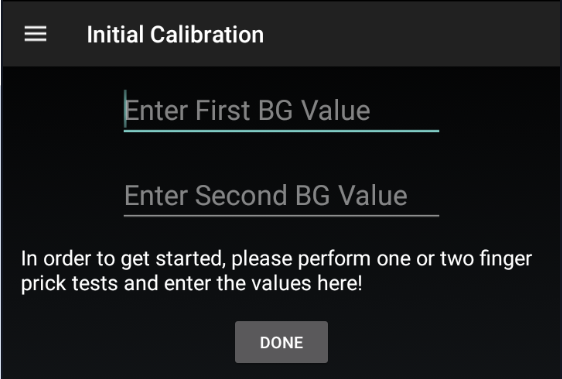 Initial Calibration
Enter First BG Value
Enter Second BG Value
In order to get started, please perform one or two finger
prick tests and enter the values here!
DONE